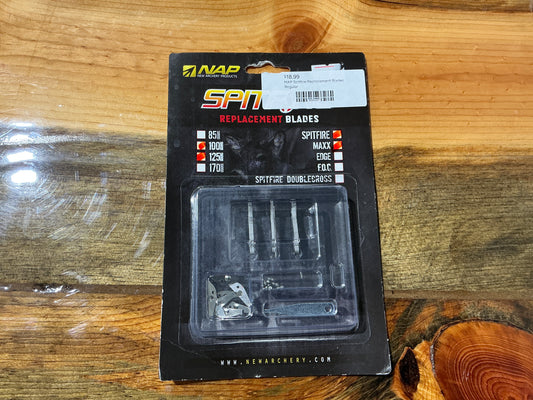 NAP
NEW ARCHERY PRODUCTS
$18.99
NAP Spitfire Replacement Blades
Regular
SPIT
REPLACEMENT BLADES
85
SPITFIRE
100
MAXX
125
EDGE
170
F.O.C.
SPITFIRE DOUBLECROSS
WWW.NEWARCHERY.COM